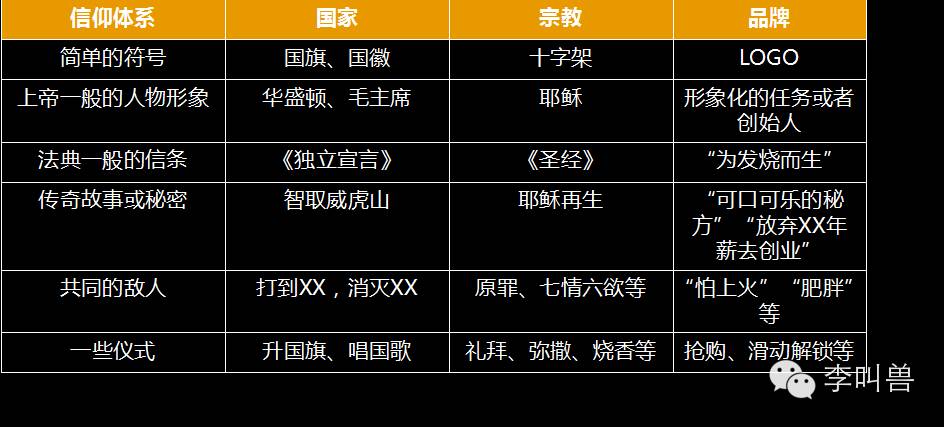 信仰体系 国家 宗教 品牌
简单的符号 国旗、国徽 十字架 LOGO
上帝一般的人物形象 华盛顿、毛主席 耶稣 形象化的任务或者
创始人
法典一般的信条 《独立宣言》 《圣经》 “为发烧而生”
传奇故事或秘密 智取威虎山 耶稣再生 “可口可乐的秘
方” “放弃XX年
薪去创业”
共同的敌人 打到XX，消灭XX 原罪、七情六欲等 “怕上火” “肥胖”
等
一些仪式 升国旗、唱国歌 礼拜、弥撒、烧香等 抢购、滑动解锁等
李叫兽